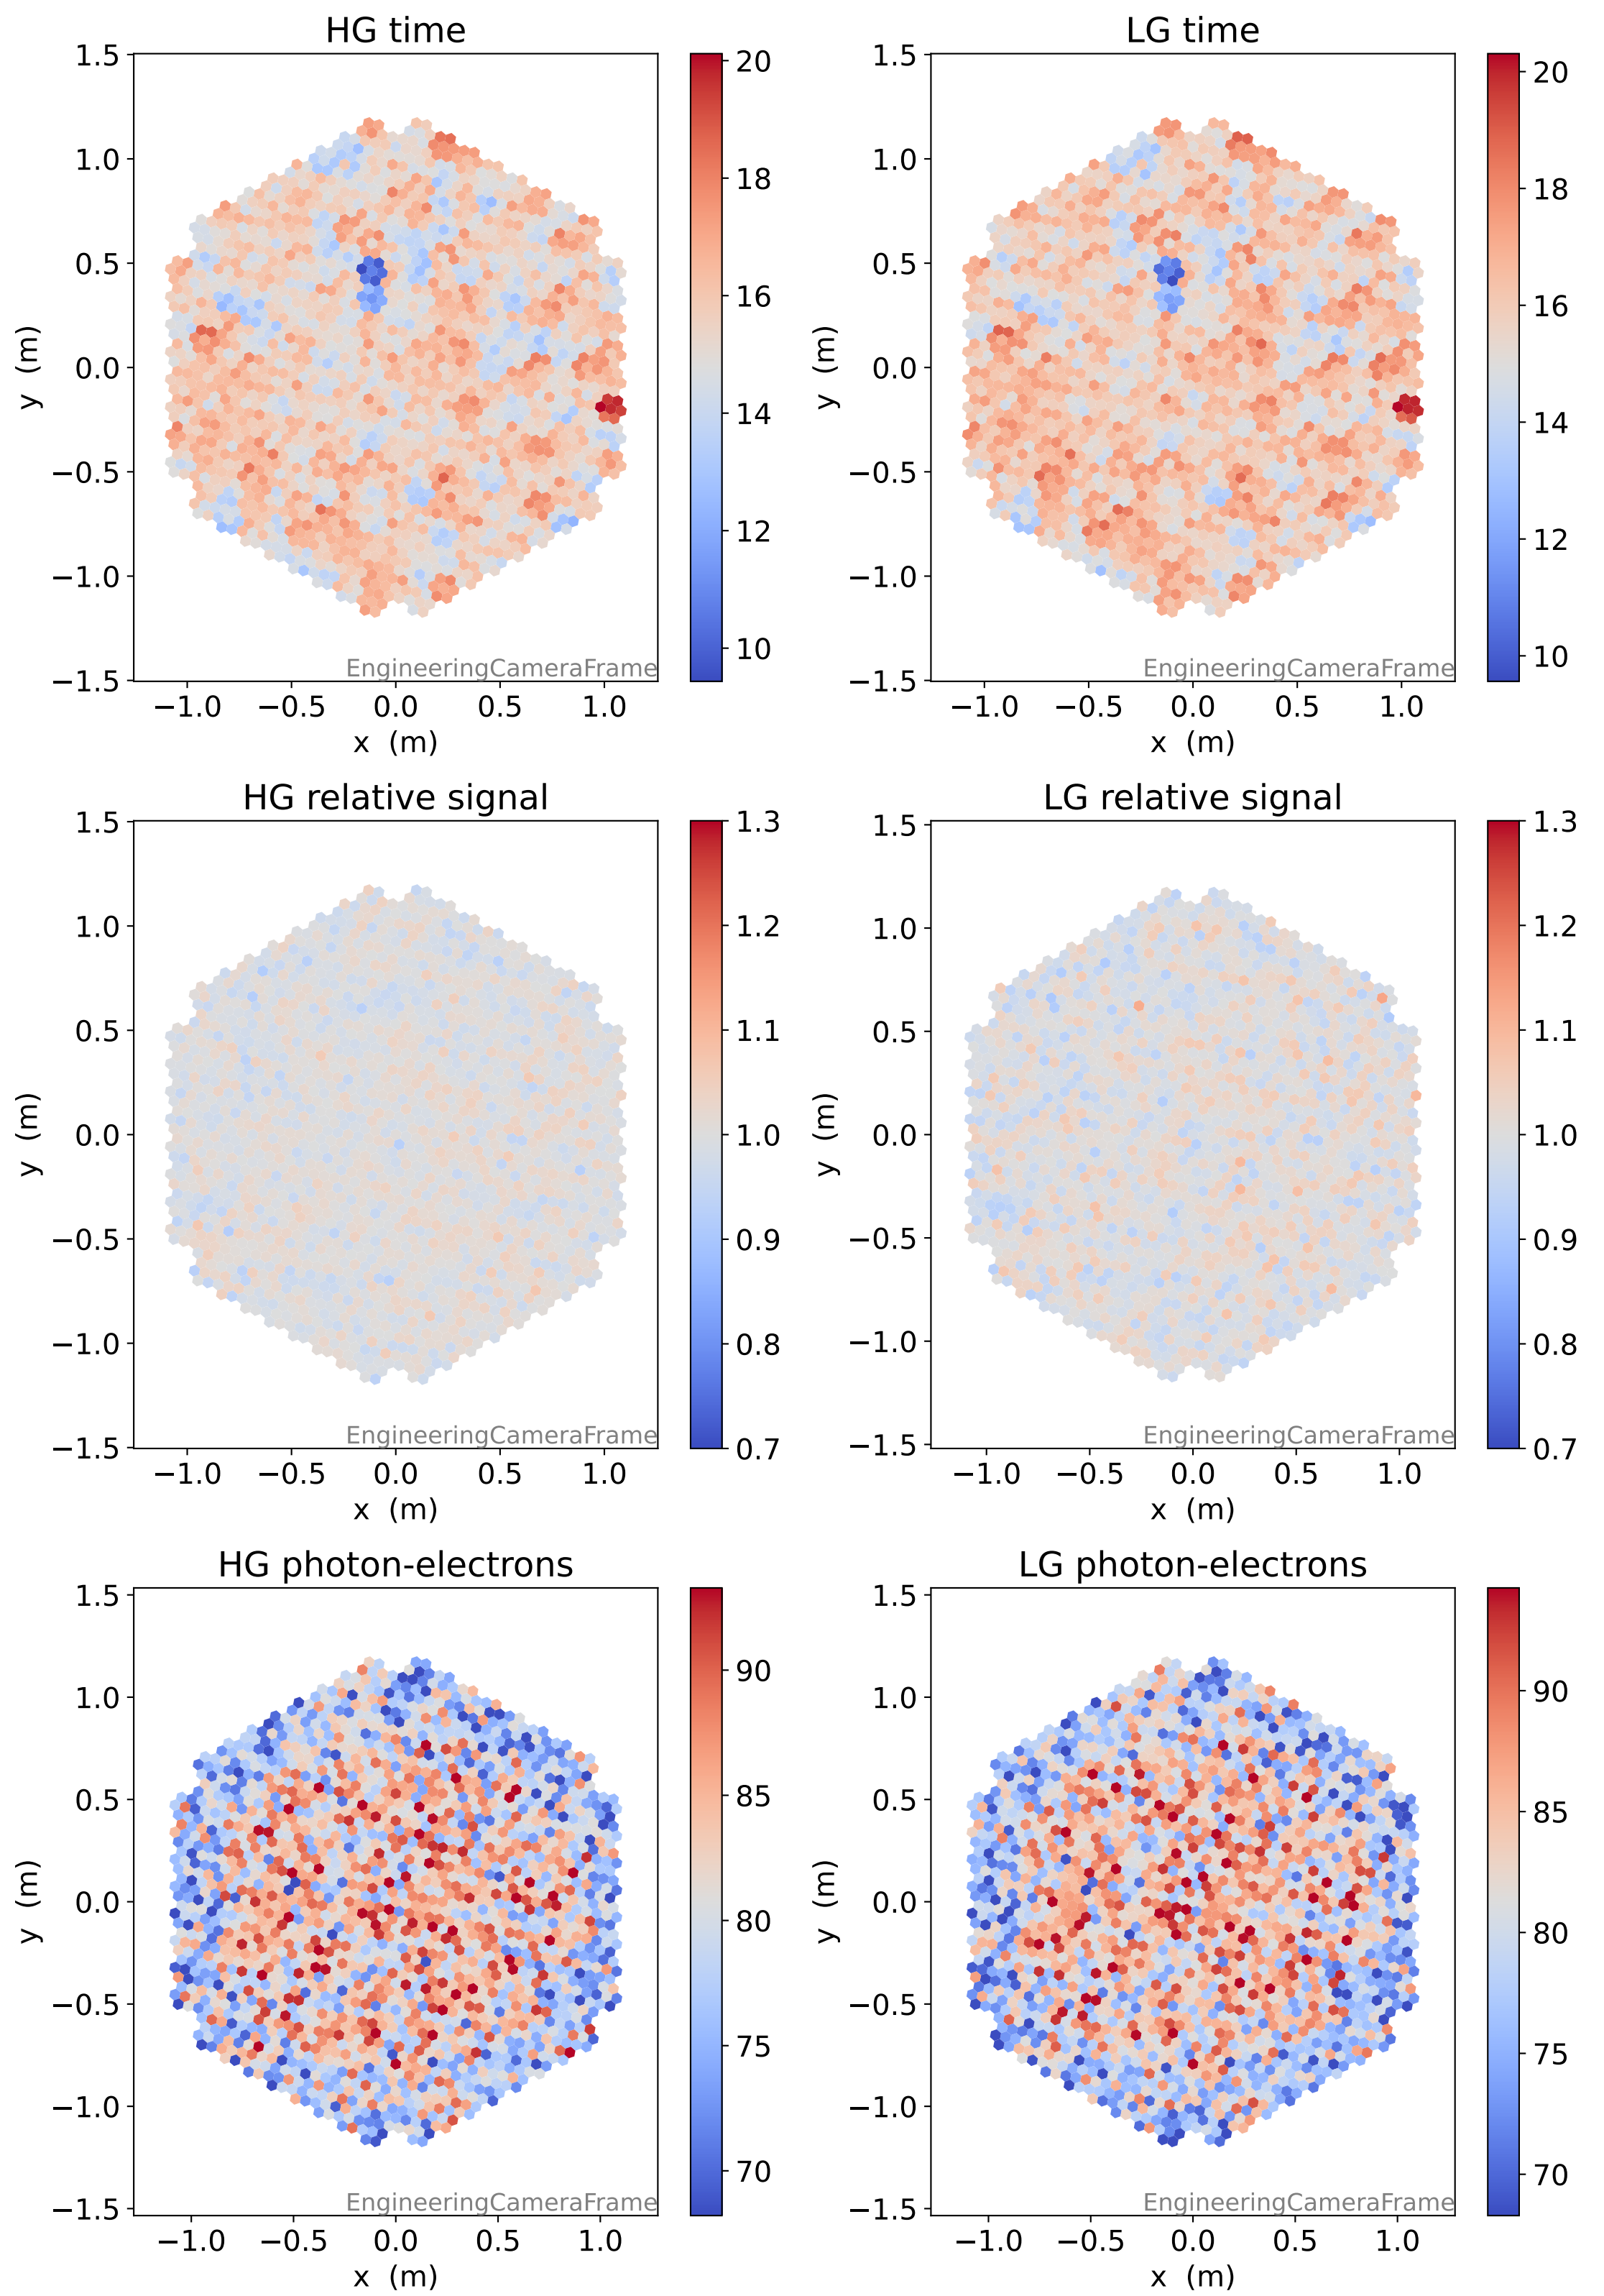 HG time
1.5
1.0
0.5
0.0
−0.5
−1.0
−1.5
y (m)
EngineeringCameraFrame
−1.0 −0.5 0.0 0.5 1.0
x (m)
20
18
16
14
12
10
LG time
1.5
1.0
0.5
0.0
−0.5
−1.0
−1.5
y (m)
EngineeringCameraFrame
−1.0 −0.5 0.0 0.5 1.0
x (m)
20
18
16
14
12
10
HG relative signal
1.5
1.0
0.5
0.0
−0.5
−1.0
−1.5
y (m)
EngineeringCameraFrame
−1.0 −0.5 0.0 0.5 1.0
x (m)
1.3
1.2
1.1
1.0
0.9
0.8
0.7
LG relative signal
1.5
1.0
0.5
0.0
−0.5
−1.0
−1.5
y (m)
EngineeringCameraFrame
−1.0 −0.5 0.0 0.5 1.0
x (m)
1.3
1.2
1.1
1.0
0.9
0.8
0.7
HG photon-electrons
1.5
1.0
0.5
0.0
−0.5
−1.0
−1.5
y (m)
EngineeringCameraFrame
−1.0 −0.5 0.0 0.5 1.0
x (m)
90
85
80
75
70
LG photon-electrons
1.5
1.0
0.5
0.0
−0.5
−1.0
−1.5
y (m)
EngineeringCameraFrame
−1.0 −0.5 0.0 0.5 1.0
x (m)
90
85
80
75
70